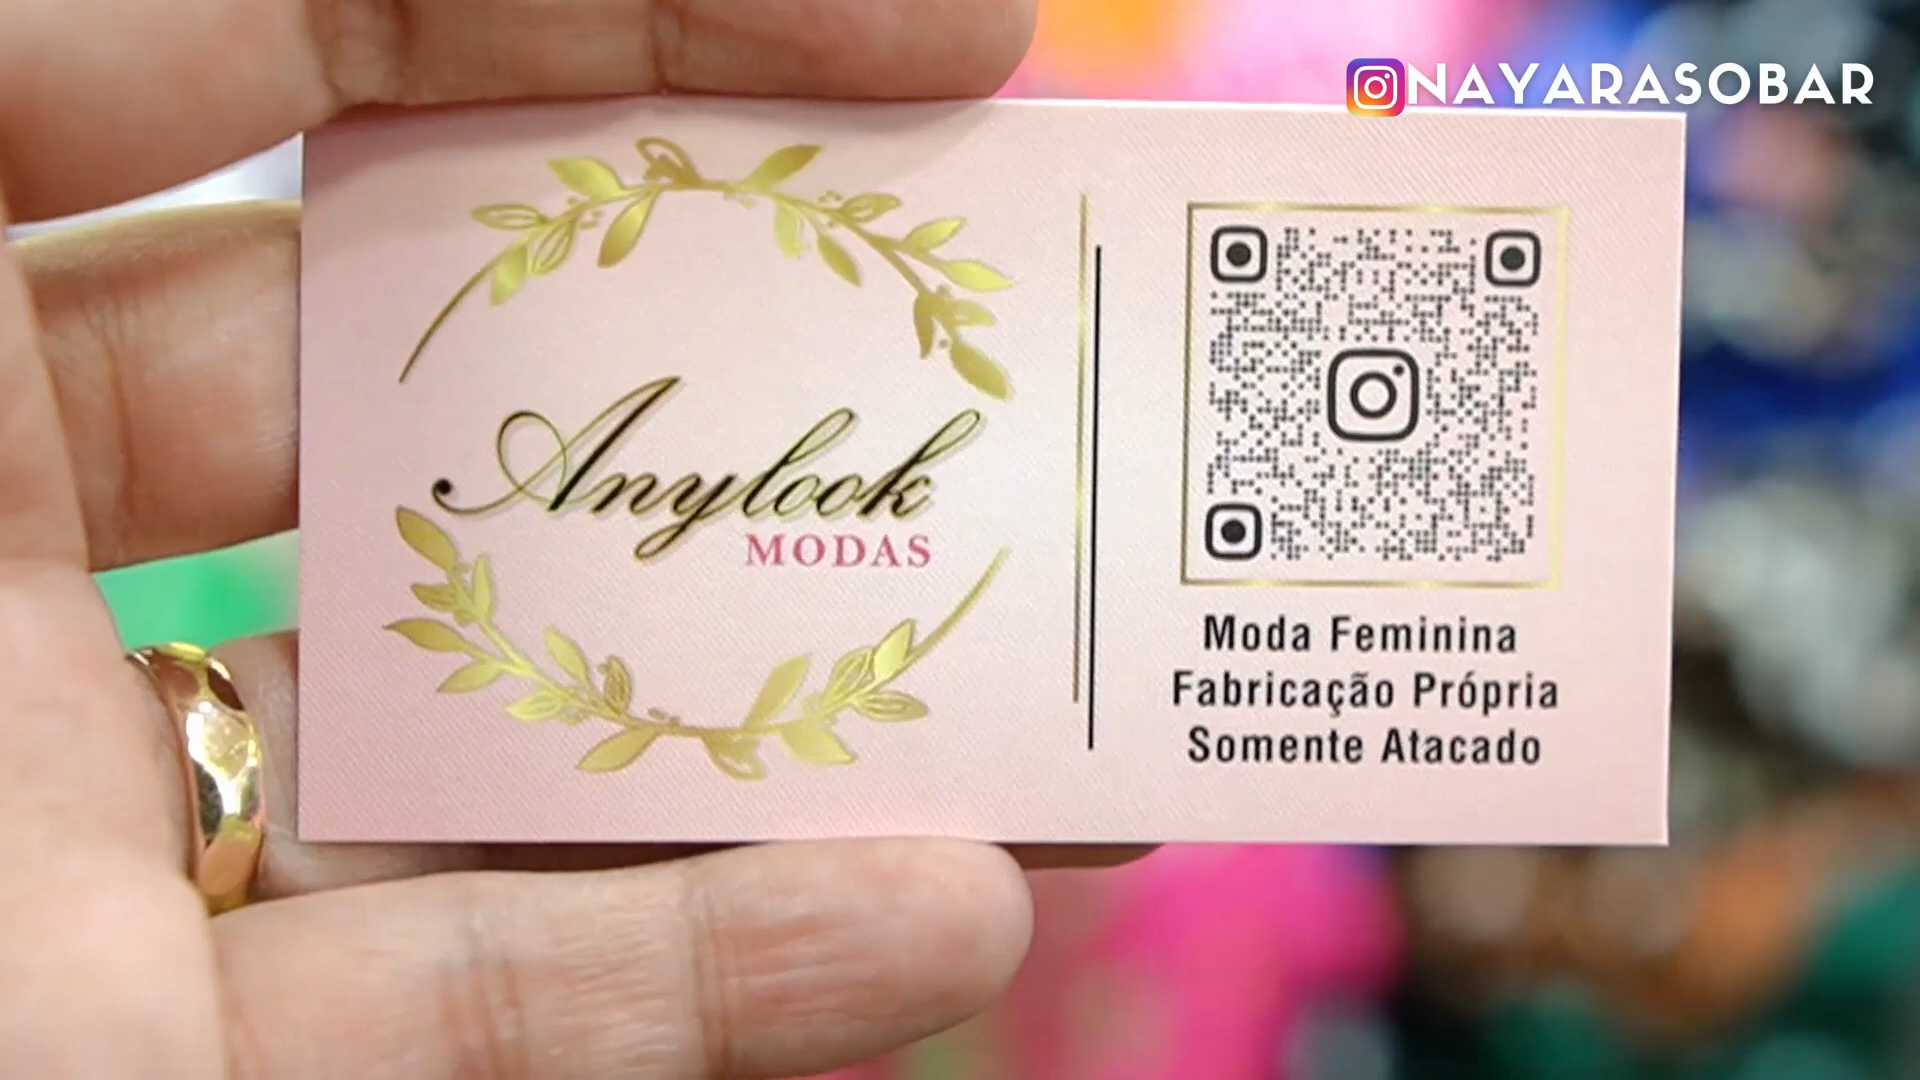 NAYARASOBAR
Anylook
MODAS
Moda Feminina
Fabricação Própria
Somente Atacado